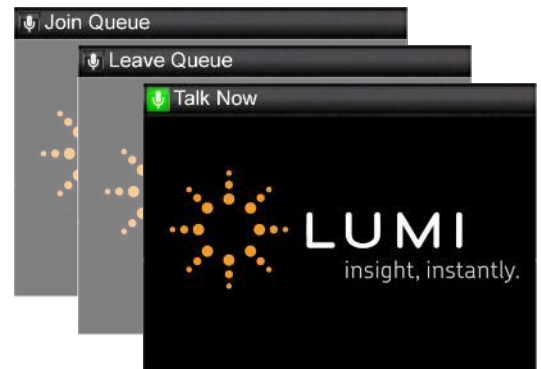 Join Queue
Leave Queue
Talk Now
LUMI
insight, instantly.